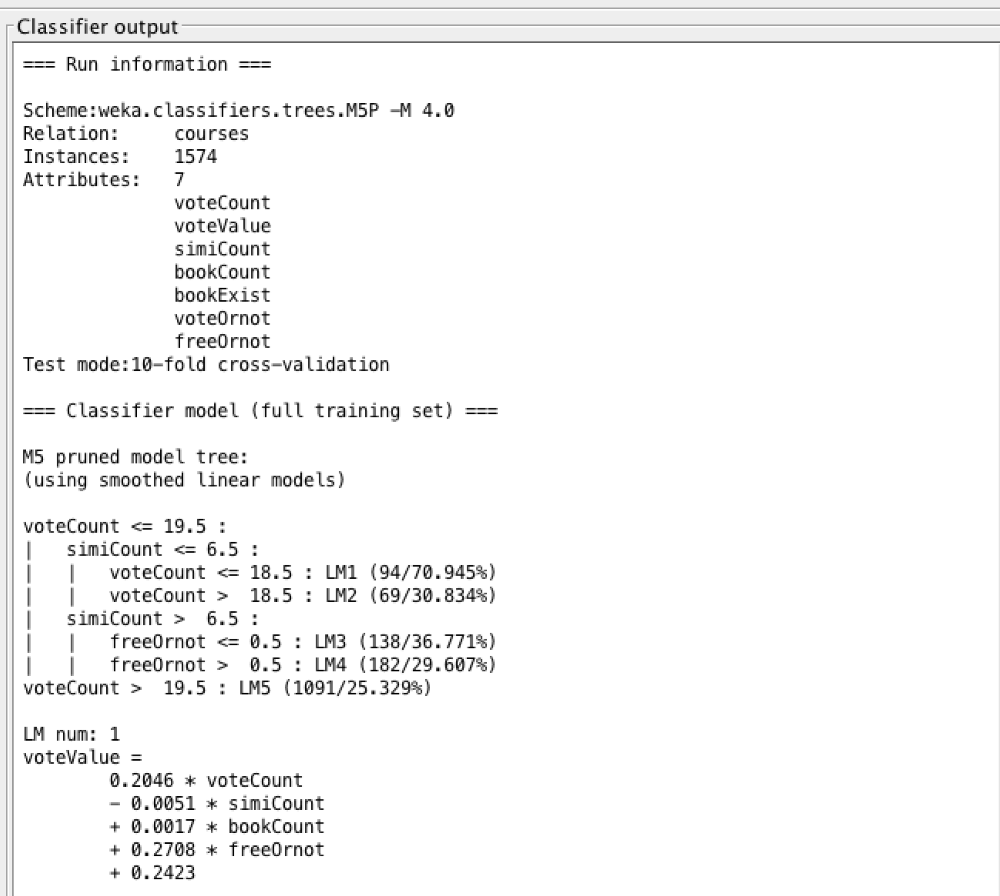 Classifier output
=== Run information ===
Scheme:weka.classifiers.trees.M5P -M 4.0
Relation:     courses
Instances:    1574
Attributes:   7
              voteCount
              voteValue
              simiCount
              bookCount
              bookExist
              voteOrnot
              freeOrnot
Test mode:10-fold cross-validation
=== Classifier model (full training set) ===
M5 pruned model tree:
(using smoothed linear models)
voteCount <= 19.5 :
|   simiCount <= 6.5 :
|   |   voteCount <= 18.5 : LM1 (94/70.945%)
|   |   voteCount >  18.5 : LM2 (69/30.834%)
|   simiCount >  6.5 :
|   |   freeOrnot <= 0.5 : LM3 (138/36.771%)
|   |   freeOrnot >  0.5 : LM4 (182/29.607%)
voteCount >  19.5 : LM5 (1091/25.329%)
LM num: 1
voteValue =
        0.2046 * voteCount
        - 0.0051 * simiCount
        + 0.0017 * bookCount
        + 0.2708 * freeOrnot
        + 0.2423